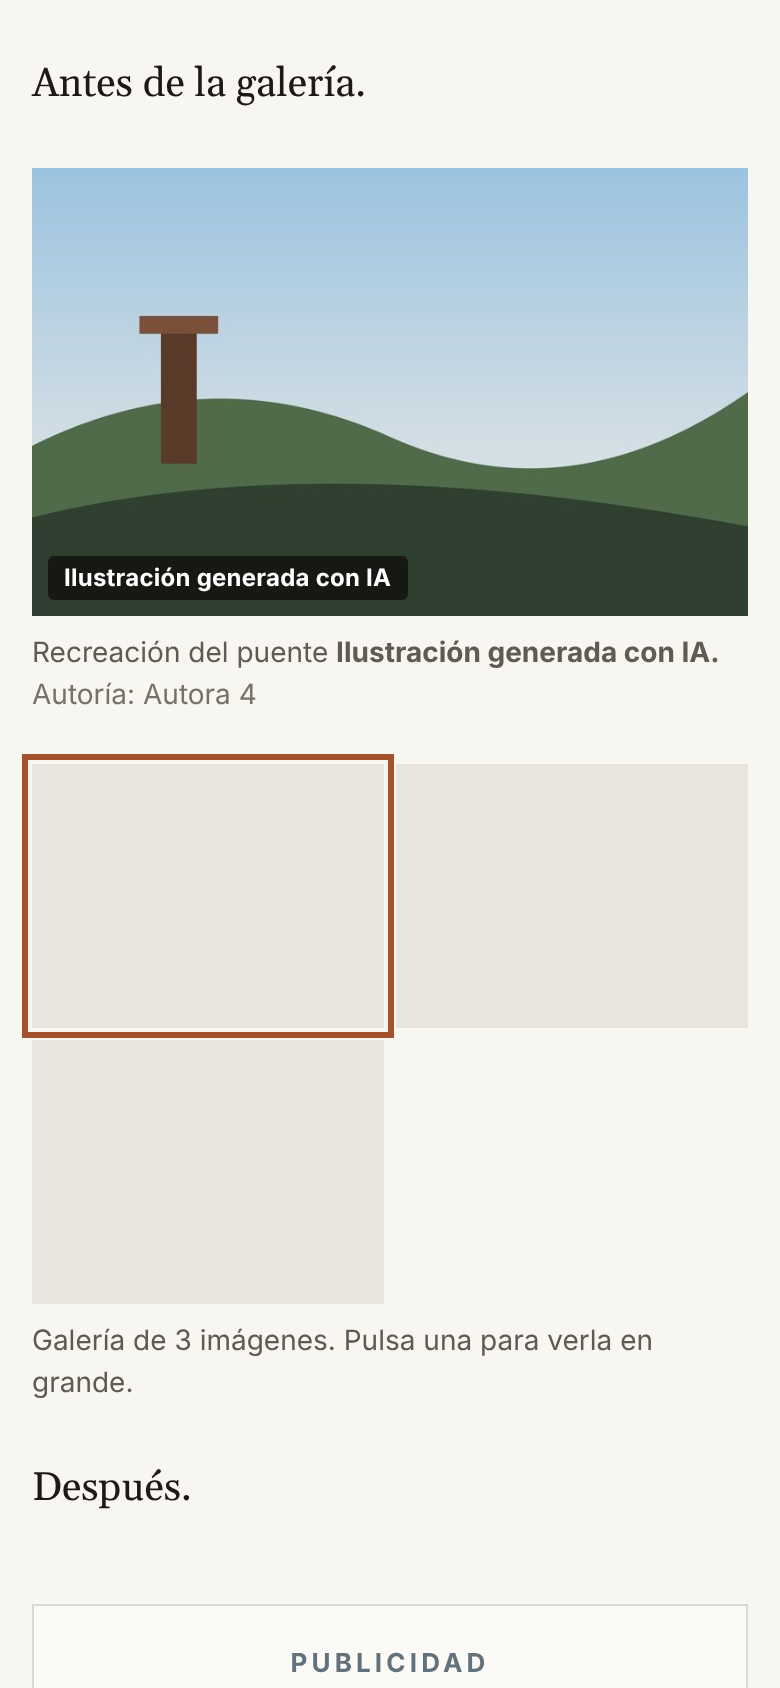 Antes de la galería.
Ilustración generada con IA
Recreación del puente Ilustración generada con IA.
Autoría: Autora 4
Galería de 3 imágenes. Pulsa una para verla en
grande.
Después.
PUBLICIDAD